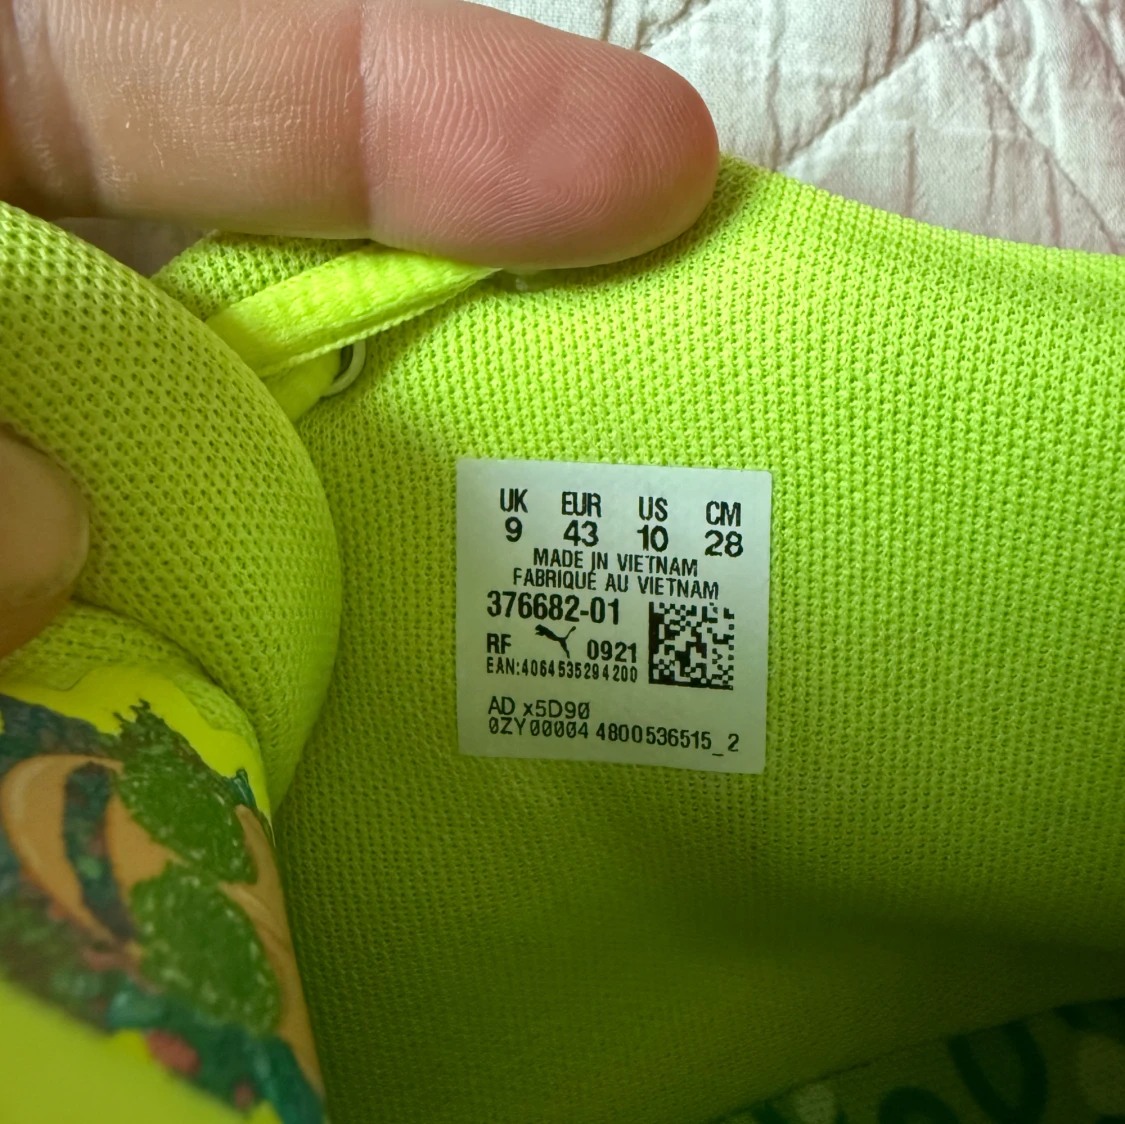 UK EUR US CM
9 43 10 28
MADE IN VIETNAM
FABRIQUÉ AU VIETNAM
376682-01
RF 0921
EAN:4064535294200
AD x5D90
0ZY00004 4800536515_2